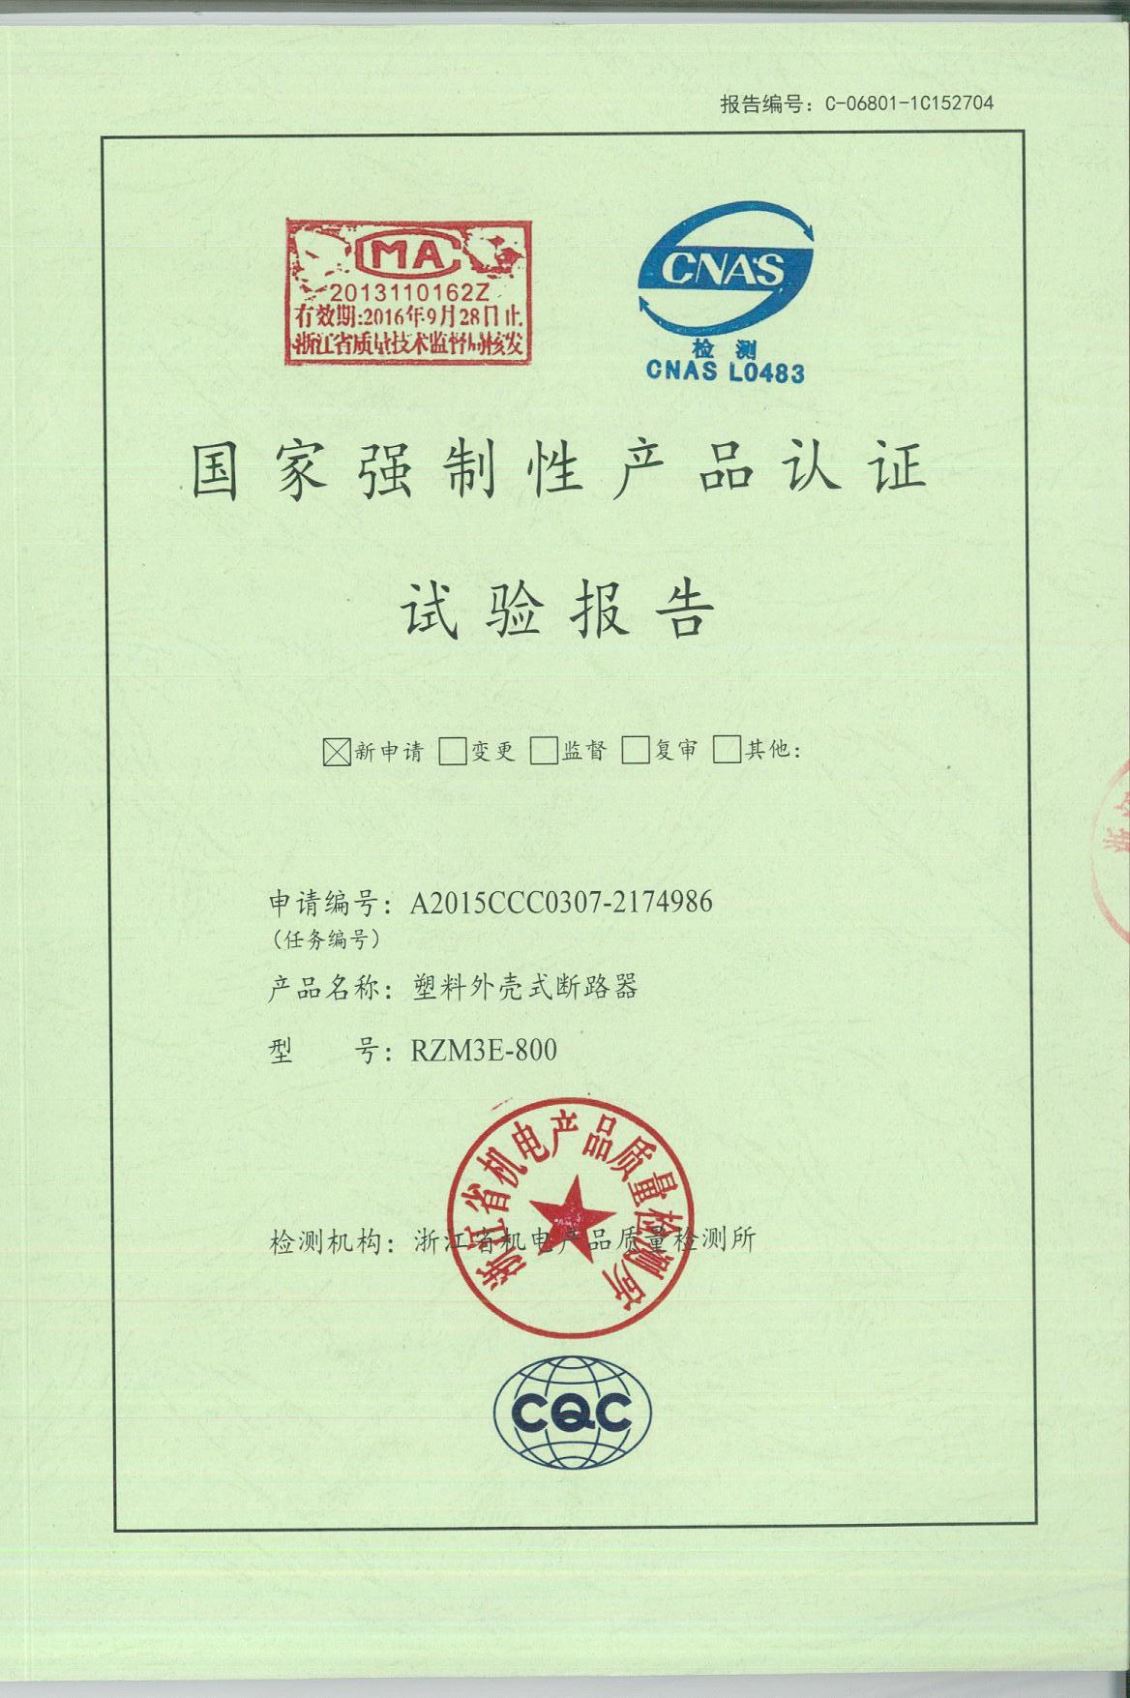 报告编号：C-06801-1C152704
MA
2013110162Z
有效期:2016年9月28日止
浙江省质量技术监督局核发
CNAS
检 测
CNAS L0483
国家强制性产品认证
试验报告
☒新申请 □变更 □监督 □复审 □其他：
申请编号：A2015CCC0307-2174986
（任务编号）
产品名称：塑料外壳式断路器
型 号：RZM3E-800
浙江省机电产品质量检测所
检测机构：浙江省机电产品质量检测所
CQC